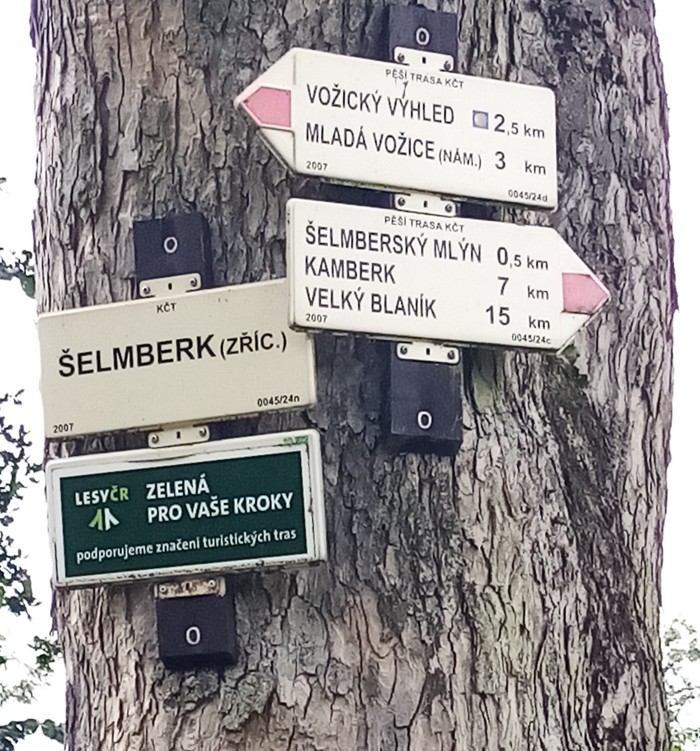 O
PĚŠÍ TRASA KČT
VOŽICKÝ VÝHLED 2,5 km
MLADÁ VOŽICE (NÁM.) 3 km
2007 0045/24d
PĚŠÍ TRASA KČT
ŠELMBERSKÝ MLÝN 0,5 km
KAMBERK 7 km
VELKÝ BLANÍK 15 km
2007 0045/24c
O
O
KČT
ŠELMBERK (ZŘÍC.)
2007 0045/24n
LESYČR
ZELENÁ
PRO VAŠE KROKY
podporujeme značení turistických tras
O